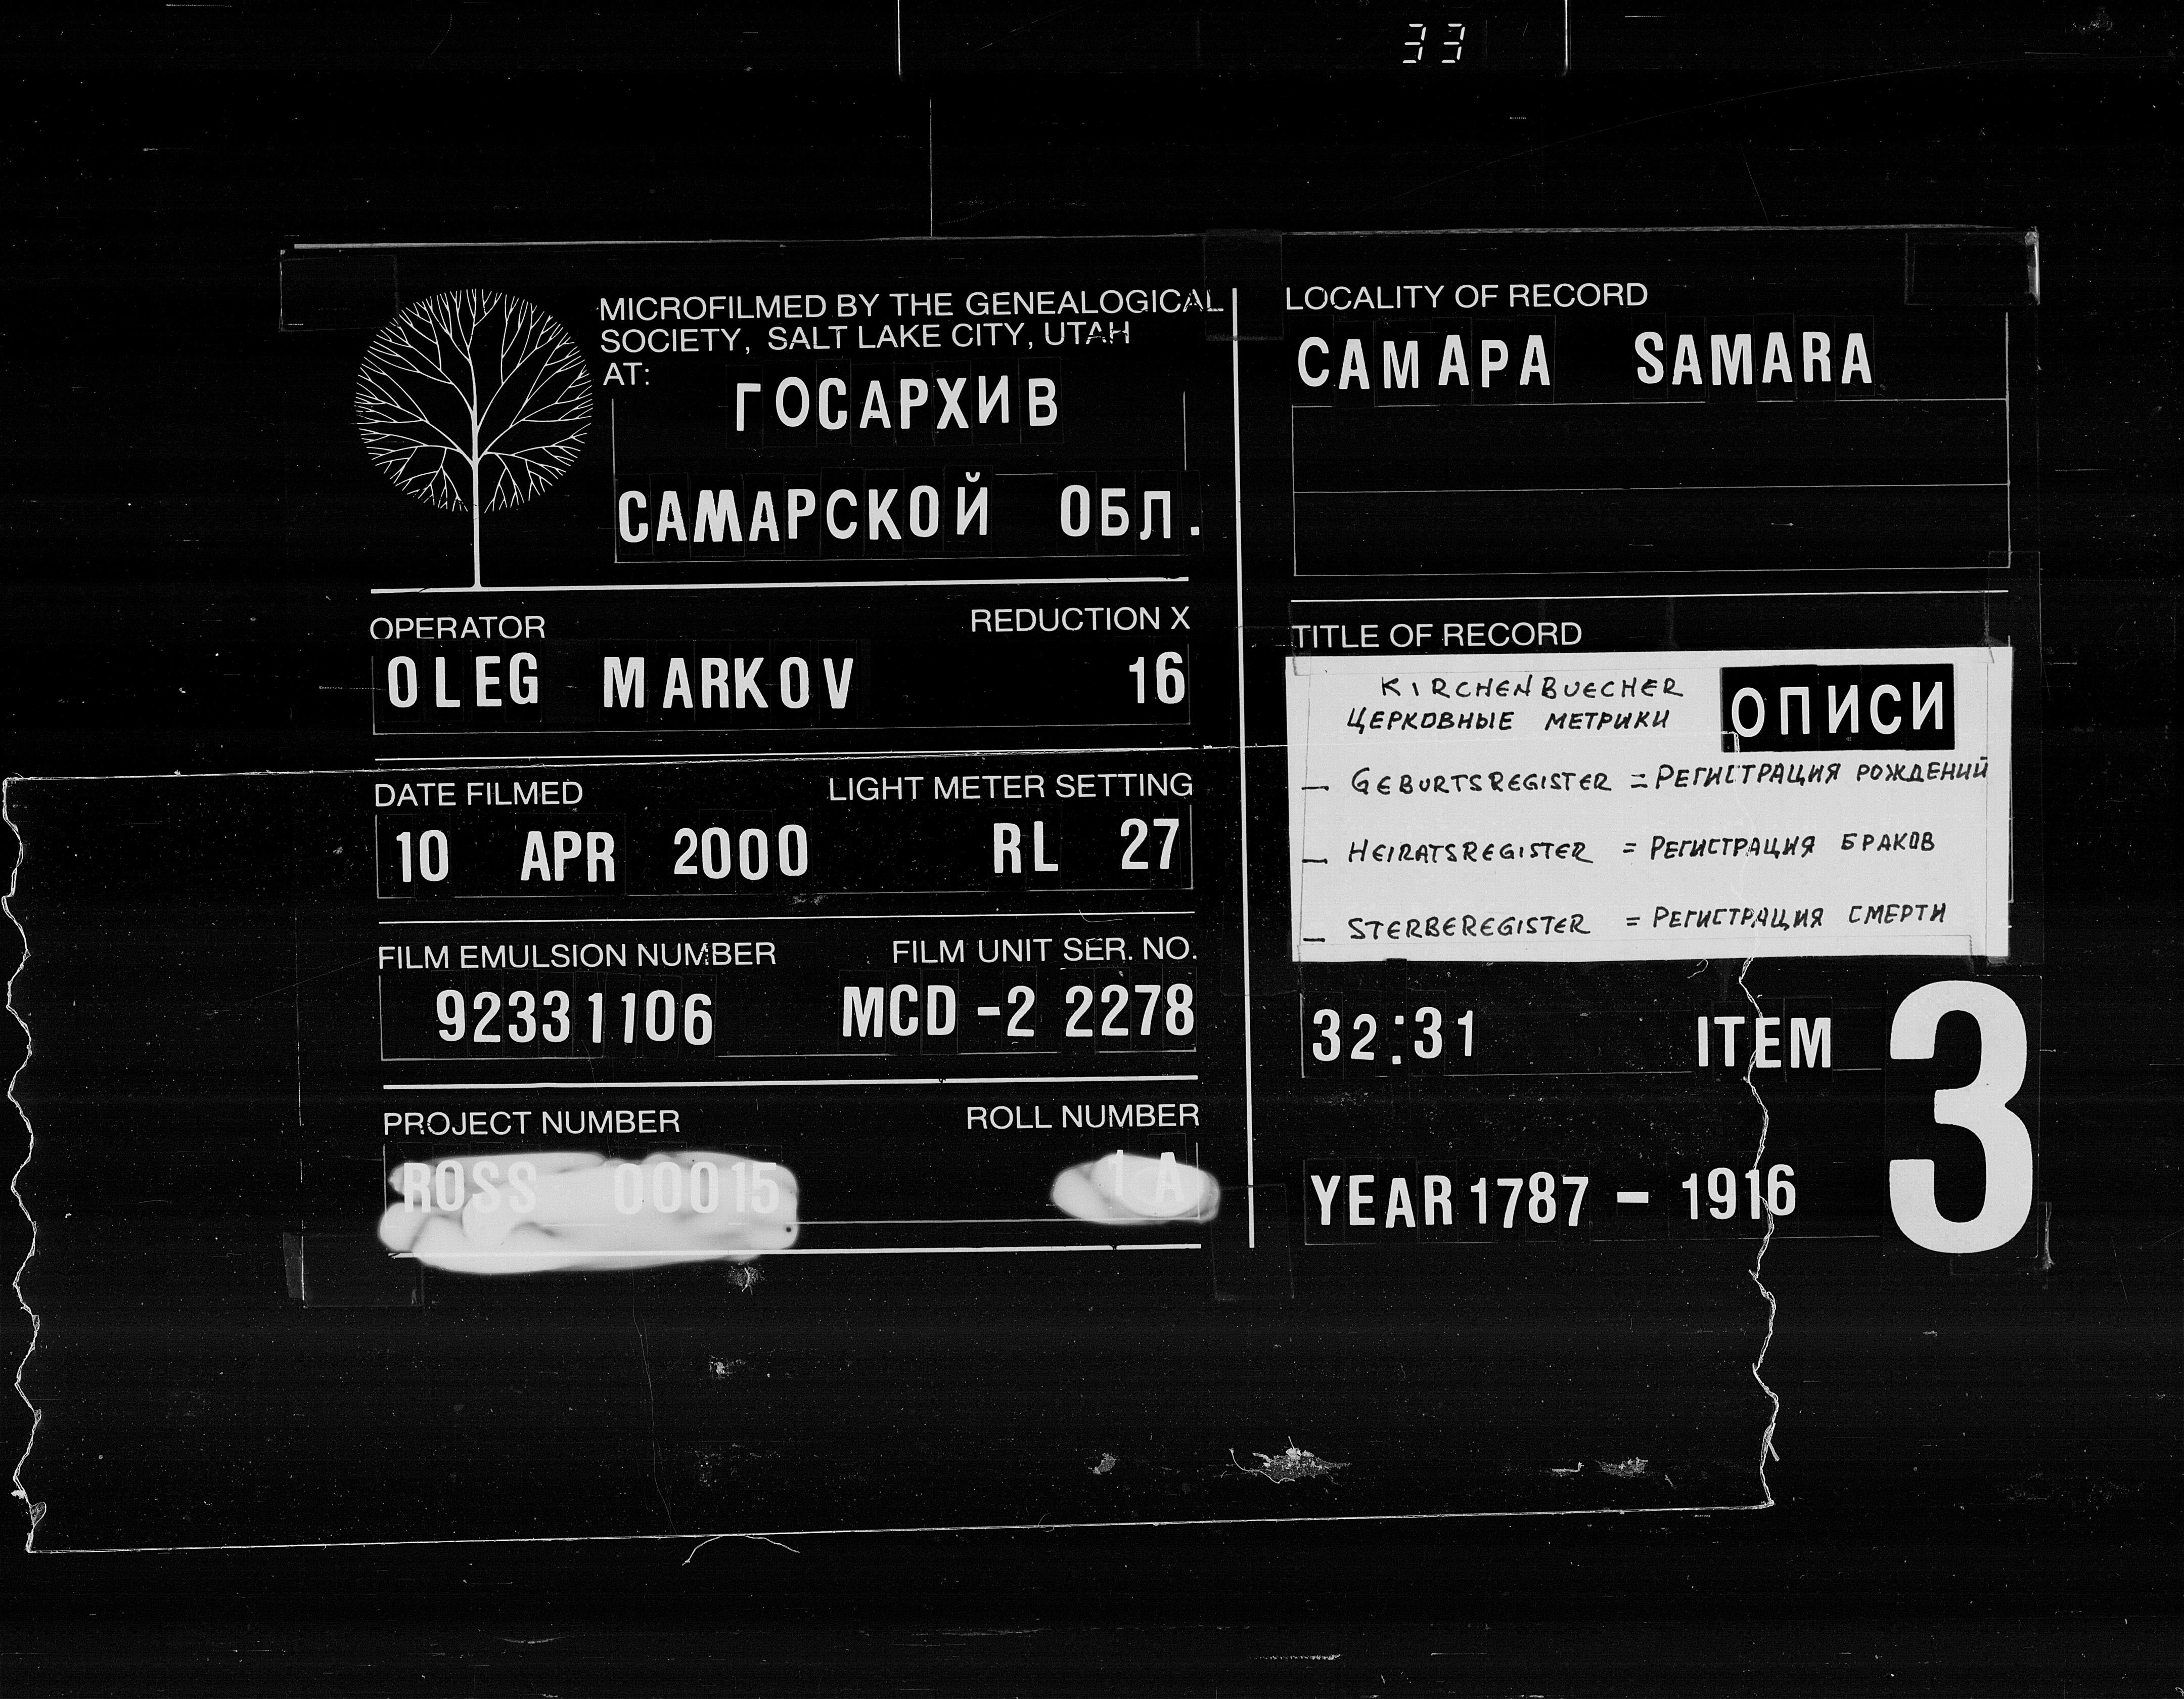 33
MICROFILMED BY THE GENEALOGICAL
SOCIETY, SALT LAKE CITY, UTAH
AT:
ГОСАРХИВ
САМАРСКОЙ ОБЛ.
OPERATOR REDUCTION X
OLEG MARKOV 16
DATE FILMED LIGHT METER SETTING
10 APR 2000 RL 27
FILM EMULSION NUMBER FILM UNIT SER. NO.
92331106 MCD-2 2278
PROJECT NUMBER ROLL NUMBER
ROSS 00015 1 A
LOCALITY OF RECORD
САМАРА SAMARA
TITLE OF RECORD
KIRCHENBUECHER
ЦЕРКОВНЫЕ МЕТРИКИ ОПИСИ
— GEBURTSREGISTER = РЕГИСТРАЦИЯ РОЖДЕНИЙ
— HEIRATSREGISTER = РЕГИСТРАЦИЯ БРАКОВ
— STERBEREGISTER = РЕГИСТРАЦИЯ СМЕРТИ
32:31 ITEM 3
YEAR 1787 - 1916